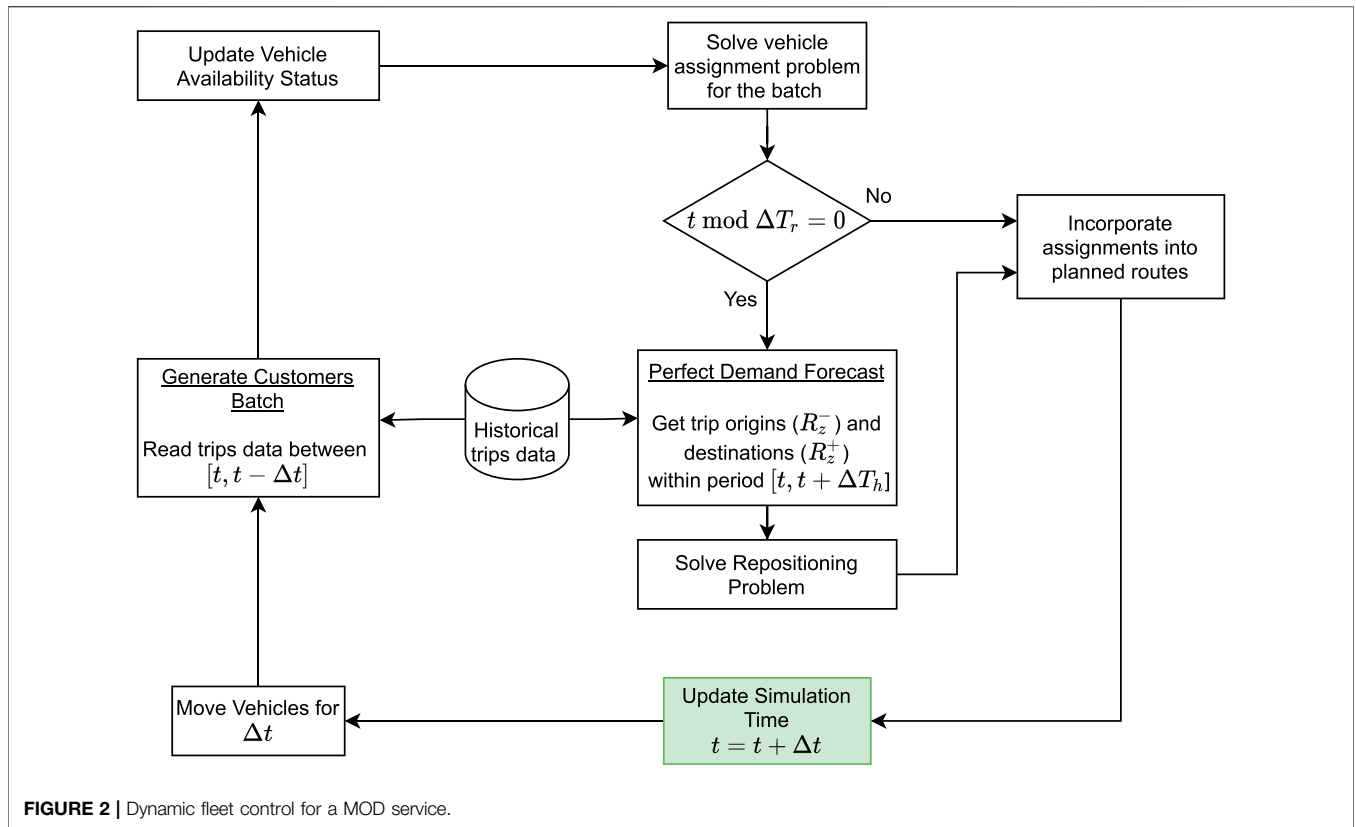 Update Vehicle
Availability Status
Solve vehicle
assignment problem
for the batch
t mod ΔT_r = 0
No
Yes
Incorporate
assignments into
planned routes
Generate Customers
Batch
Read trips data between
[t, t − Δt]
Historical
trips data
Perfect Demand Forecast
Get trip origins (R_z^-) and
destinations (R_z^+)
within period [t, t + ΔT_h]
Solve Repositioning
Problem
Move Vehicles for
Δt
Update Simulation
Time
t = t + Δt
FIGURE 2 | Dynamic fleet control for a MOD service.